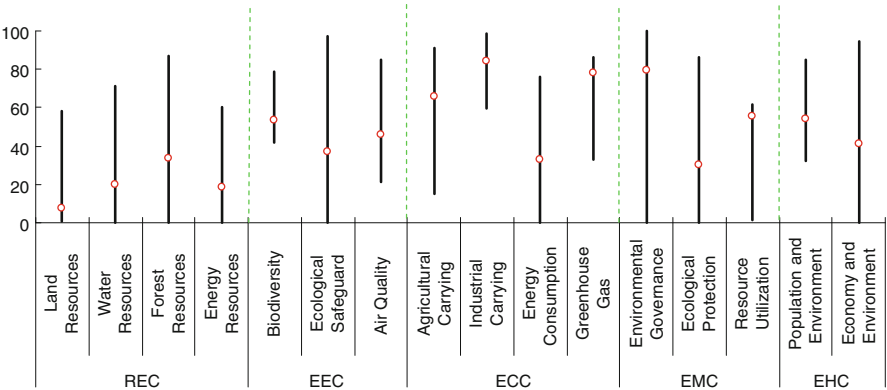 100
80
60
40
20
0
Land
Resources
Water
Resources
Forest
Resources
Energy
Resources
Biodiversity
Ecological
Safeguard
Air Quality
Agricultural
Carrying
Industrial
Carrying
Energy
Consumption
Greenhouse
Gas
Environmental
Governance
Ecological
Protection
Resource
Utilization
Population and
Environment
Economy and
Environment
REC
EEC
ECC
EMC
EHC